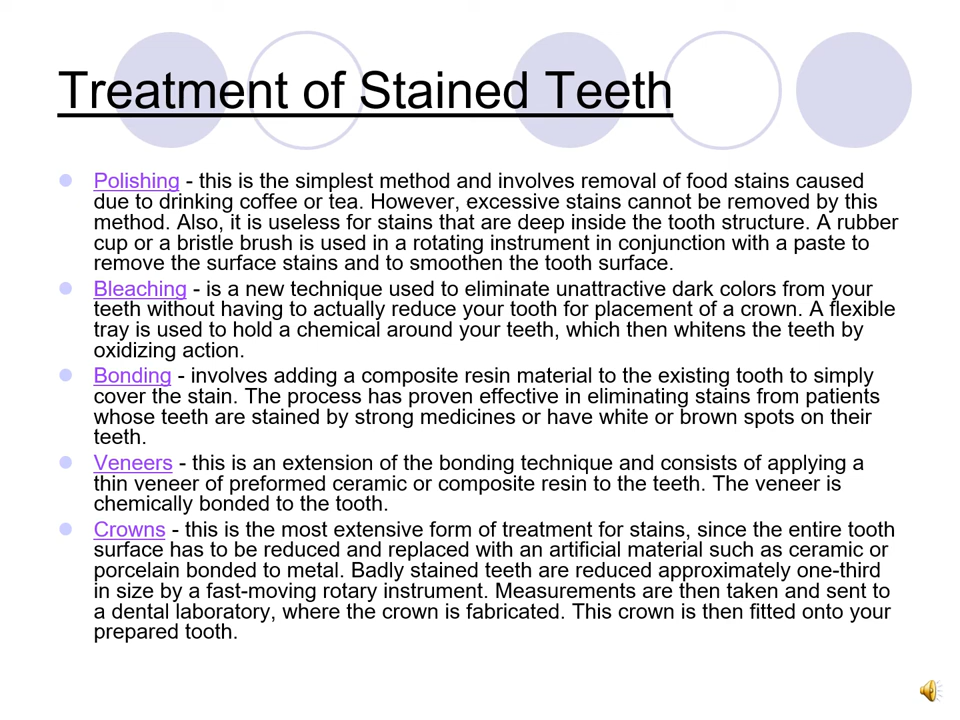 Treatment of Stained Teeth
Polishing - this is the simplest method and involves removal of food stains caused
due to drinking coffee or tea. However, excessive stains cannot be removed by this
method. Also, it is useless for stains that are deep inside the tooth structure. A rubber
cup or a bristle brush is used in a rotating instrument in conjunction with a paste to
remove the surface stains and to smoothen the tooth surface.
Bleaching - is a new technique used to eliminate unattractive dark colors from your
teeth without having to actually reduce your tooth for placement of a crown. A flexible
tray is used to hold a chemical around your teeth, which then whitens the teeth by
oxidizing action.
Bonding - involves adding a composite resin material to the existing tooth to simply
cover the stain. The process has proven effective in eliminating stains from patients
whose teeth are stained by strong medicines or have white or brown spots on their
teeth.
Veneers - this is an extension of the bonding technique and consists of applying a
thin veneer of preformed ceramic or composite resin to the teeth. The veneer is
chemically bonded to the tooth.
Crowns - this is the most extensive form of treatment for stains, since the entire tooth
surface has to be reduced and replaced with an artificial material such as ceramic or
porcelain bonded to metal. Badly stained teeth are reduced approximately one-third
in size by a fast-moving rotary instrument. Measurements are then taken and sent to
a dental laboratory, where the crown is fabricated. This crown is then fitted onto your
prepared tooth.